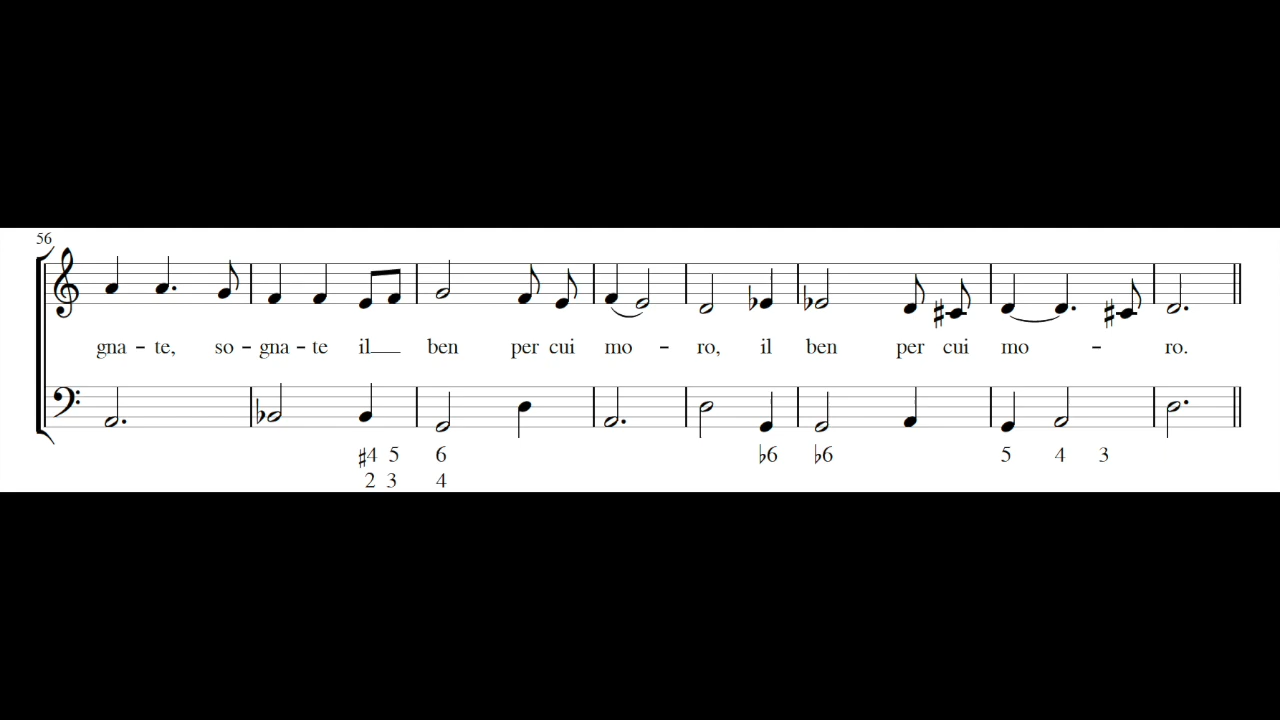 56
gna - te, so - gna - te il__ ben per cui mo - ro, il ben per cui mo - ro.
♯4 5 6 ♭6 ♭6 5 4 3
2 3 4